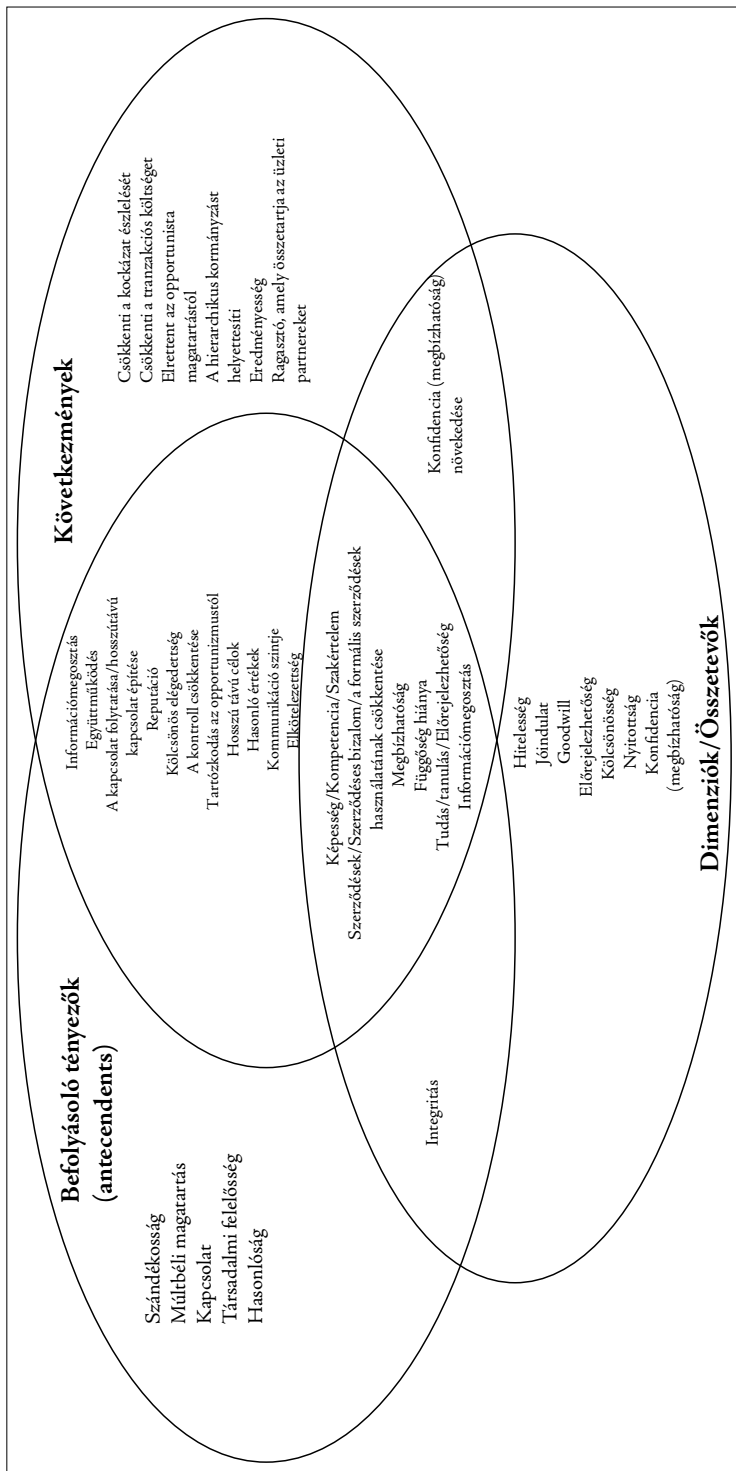 Befolyásoló tényezők
(antecendents)
Szándékosság
Múltbéli magatartás
Kapcsolat
Társadalmi felelősség
Hasonlóság
Információmegosztás
Együttműködés
A kapcsolat folytatása/hosszútávú
kapcsolat építése
Reputáció
Kölcsönös elégedettség
A kontroll csökkentése
Tartózkodás az opportunizmustól
Hosszú távú célok
Hasonló értékek
Kommunikáció szintje
Elkötelezettség
Következmények
Csökkenti a kockázat észlelését
Csökkenti a tranzakciós költséget
Elrettent az opportunista
magatartástól
A hierarchikus kormányzást
helyettesíti
Eredményesség
Ragasztó, amely összetartja az üzleti
partnereket
Integritás
Képesség/Kompetencia/Szakértelem
Szerződések/Szerződéses bizalom/a formális szerződések
használatának csökkentése
Megbízhatóság
Függőség hiánya
Tudás/tanulás/Előrejelezhetőség
Információmegosztás
Konfidencia (megbízhatóság)
növekedése
Hitelesség
Jóindulat
Goodwill
Előrejelezhetőség
Kölcsönösség
Nyitottság
Konfidencia
(megbízhatóság)
Dimenziók/Összetevők